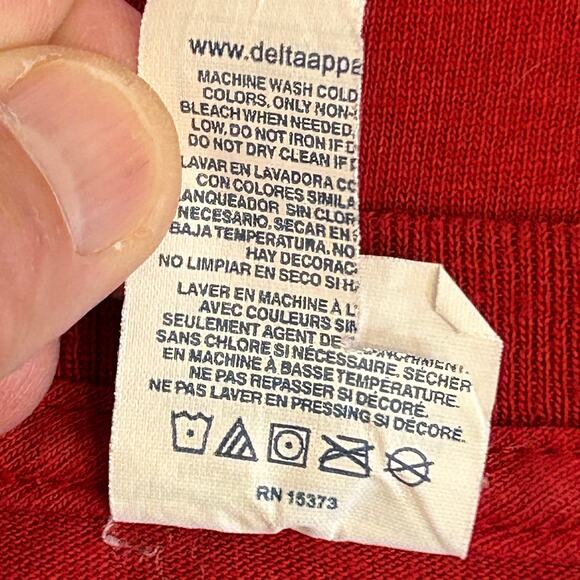 www.deltaappa
MACHINE WASH COLD
COLORS, ONLY NON-
BLEACH WHEN NEEDED,
LOW, DO NOT IRON IF D
DO NOT DRY CLEAN IF
LAVAR EN LAVADORA CO
CON COLORES SIMILA
ANQUEADOR SIN CLOR
NECESARIO, SECAR EN
BAJA TEMPERATURA. NO
HAY DECORAC
NO LIMPIAR EN SECO SI H
LAVER EN MACHINE À L'
AVEC COULEURS SIM
SEULEMENT AGENT DE
SANS CHLORE SI NÉCESSAIRE. SÉCHER
EN MACHINE À BASSE TEMPÉRATURE.
NE PAS REPASSER SI DÉCORÉ.
NE PAS LAVER EN PRESSING SI DÉCORÉ.
RN 15373